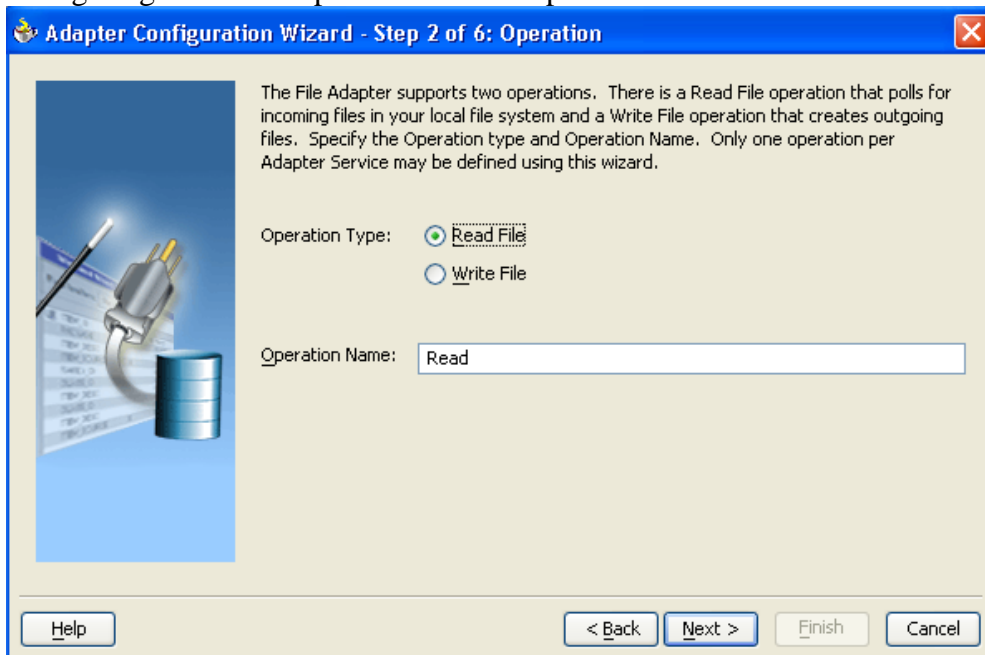 Adapter Configuration Wizard - Step 2 of 6: Operation
The File Adapter supports two operations. There is a Read File operation that polls for
incoming files in your local file system and a Write File operation that creates outgoing
files. Specify the Operation type and Operation Name. Only one operation per
Adapter Service may be defined using this wizard.
Operation Type: Read File
Write File
Operation Name: Read
Help < Back Next > Finish Cancel